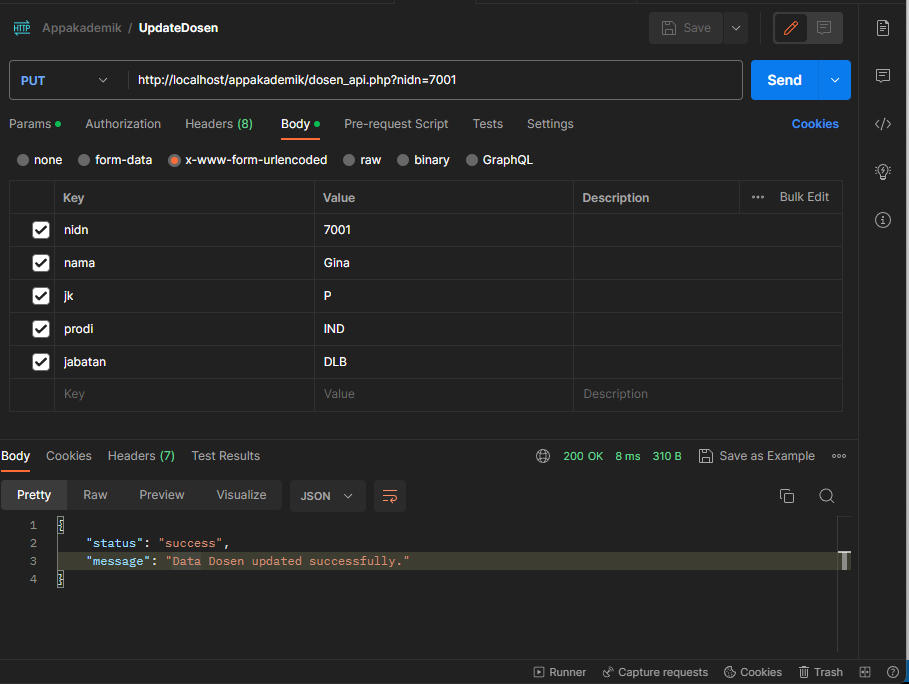 HTTP Appakademik / UpdateDosen Save
PUT http://localhost/appakademik/dosen_api.php?nidn=7001 Send
Params Authorization Headers (8) Body Pre-request Script Tests Settings Cookies
none form-data x-www-form-urlencoded raw binary GraphQL
Key Value Description ••• Bulk Edit
nidn 7001
nama Gina
jk P
prodi IND
jabatan DLB
Key Value Description
Body Cookies Headers (7) Test Results 200 OK 8 ms 310 B Save as Example
Pretty Raw Preview Visualize JSON
1 {
2 "status": "success",
3 "message": "Data Dosen updated successfully."
4 }
Runner Capture requests Cookies Trash